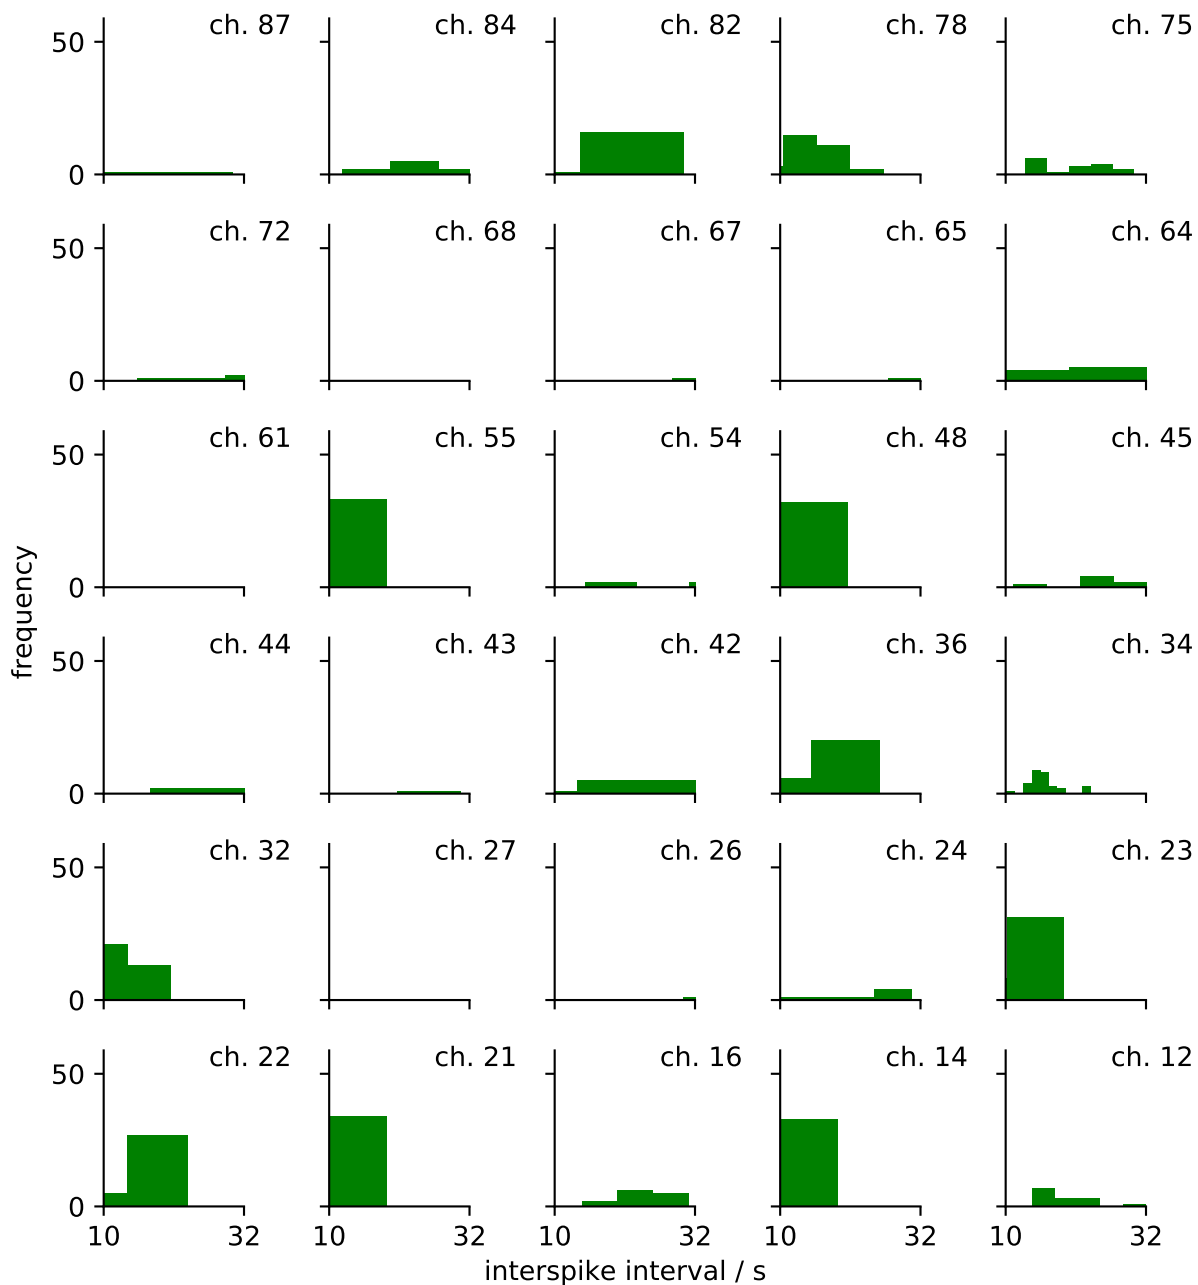 ch. 87 ch. 84 ch. 82 ch. 78 ch. 75
50
0
ch. 72 ch. 68 ch. 67 ch. 65 ch. 64
50
0
ch. 61 ch. 55 ch. 54 ch. 48 ch. 45
50
0
frequency
ch. 44 ch. 43 ch. 42 ch. 36 ch. 34
50
0
ch. 32 ch. 27 ch. 26 ch. 24 ch. 23
50
0
ch. 22 ch. 21 ch. 16 ch. 14 ch. 12
50
0
10 32 10 32 10 32 10 32 10 32
interspike interval / s